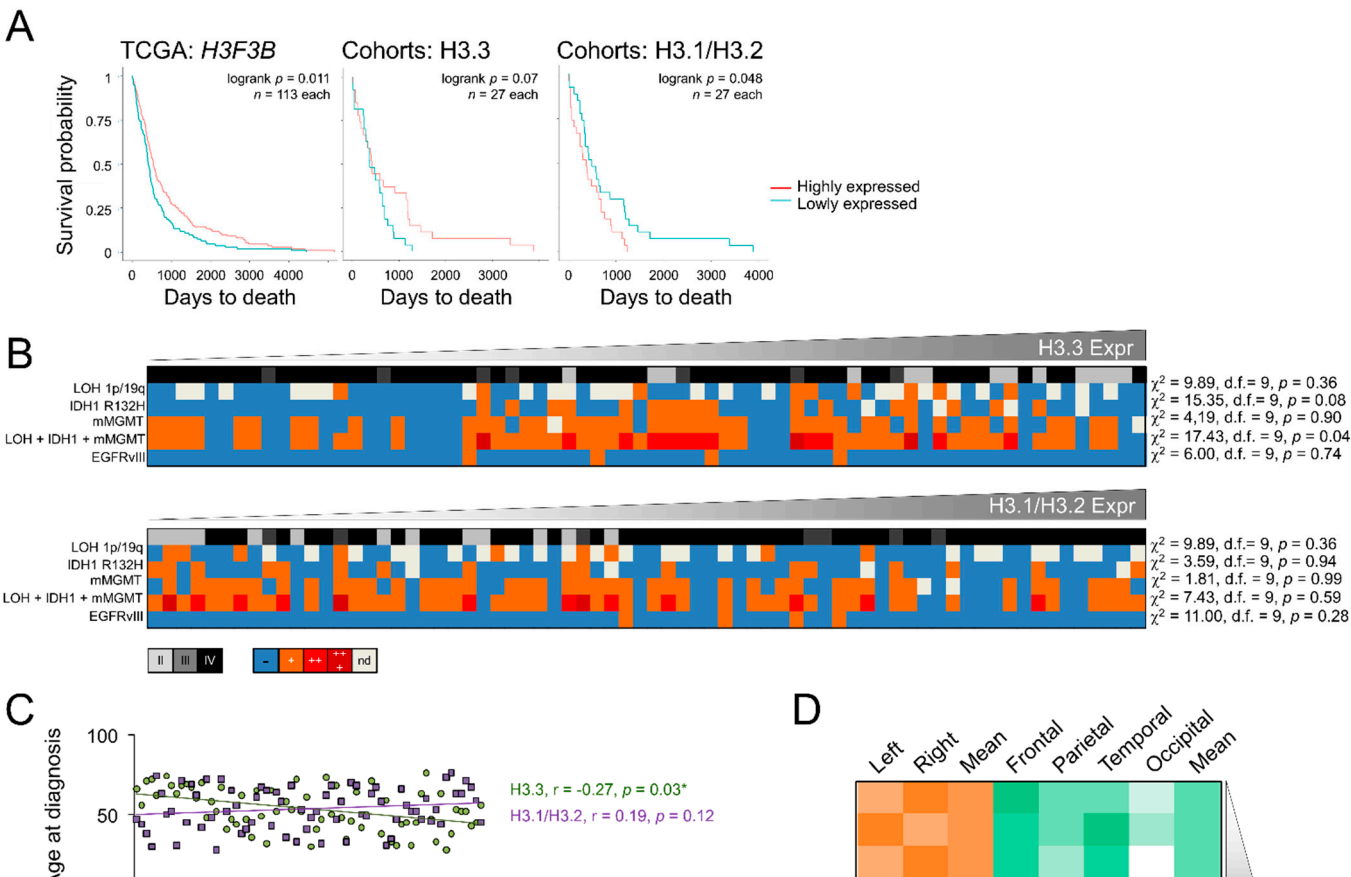 A
TCGA: H3F3B
Cohorts: H3.3
Cohorts: H3.1/H3.2
logrank p = 0.011
n = 113 each
logrank p = 0.07
n = 27 each
logrank p = 0.048
n = 27 each
Survival probability
1
0.75
0.5
0.25
0
Highly expressed
Lowly expressed
0 1000 2000 3000 4000
0 1000 2000 3000
0 1000 2000 3000 4000
Days to death
Days to death
Days to death
B
H3.3 Expr
LOH 1p/19q
IDH1 R132H
mMGMT
LOH + IDH1 + mMGMT
EGFRvIII
χ² = 9.89, d.f.= 9, p = 0.36
χ² = 15.35, d.f.= 9, p = 0.08
χ² = 4,19, d.f. = 9, p = 0.90
χ² = 17.43, d.f. = 9, p = 0.04
χ² = 6.00, d.f. = 9, p = 0.74
H3.1/H3.2 Expr
LOH 1p/19q
IDH1 R132H
mMGMT
LOH + IDH1 + mMGMT
EGFRvIII
χ² = 9.89, d.f.= 9, p = 0.36
χ² = 3.59, d.f. = 9, p = 0.94
χ² = 1.81, d.f. = 9, p = 0.99
χ² = 7.43, d.f. = 9, p = 0.59
χ² = 11.00, d.f. = 9, p = 0.28
II III IV
– + ++ ++
+
nd
C
Age at diagnosis
100
50
H3.3, r = -0.27, p = 0.03*
H3.1/H3.2, r = 0.19, p = 0.12
D
Left Right Mean Frontal Parietal Temporal Occipital Mean